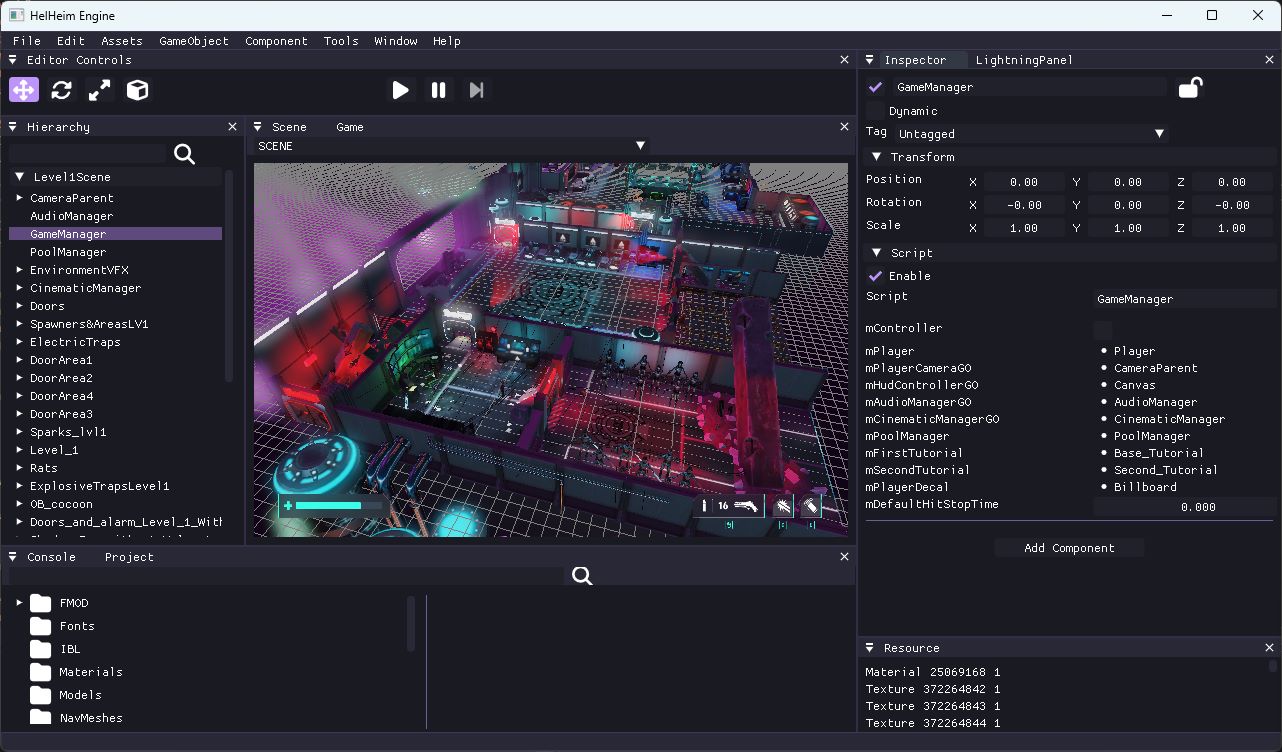 HelHeim Engine
File Edit Assets GameObject Component Tools Window Help
Editor Controls
Hierarchy
Level1Scene
CameraParent
AudioManager
GameManager
PoolManager
EnvironmentVFX
CinematicManager
Doors
Spawners&AreasLV1
ElectricTraps
DoorArea1
DoorArea2
DoorArea4
DoorArea3
Sparks_lvl1
Level_1
Rats
ExplosiveTrapsLevel1
OB_cocoon
Doors_and_alarm_Level_1_With
Scene Game
SCENE
16
Console Project
FMOD
Fonts
IBL
Materials
Models
NavMeshes
Inspector LightningPanel
GameManager
Dynamic
Tag Untagged
Transform
Position X 0.00 Y 0.00 Z 0.00
Rotation X -0.00 Y 0.00 Z -0.00
Scale X 1.00 Y 1.00 Z 1.00
Script
Enable
Script GameManager
mController
mPlayer Player
mPlayerCameraGO CameraParent
mHudControllerGO Canvas
mAudioManagerGO AudioManager
mCinematicManagerGO CinematicManager
mPoolManager PoolManager
mFirstTutorial Base_Tutorial
mSecondTutorial Second_Tutorial
mPlayerDecal Billboard
mDefaultHitStopTime 0.000
Add Component
Resource
Material 25069168 1
Texture 372264842 1
Texture 372264843 1
Texture 372264844 1